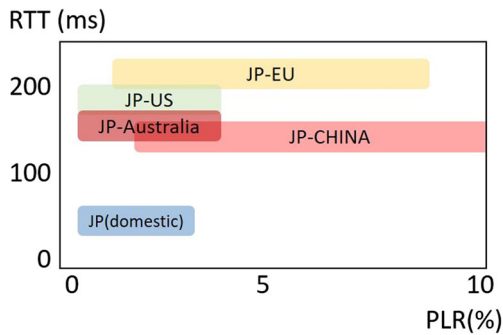 RTT (ms)
200
JP-EU
JP-US
JP-Australia
JP-CHINA
100
JP(domestic)
0
0 5 10
PLR(%)